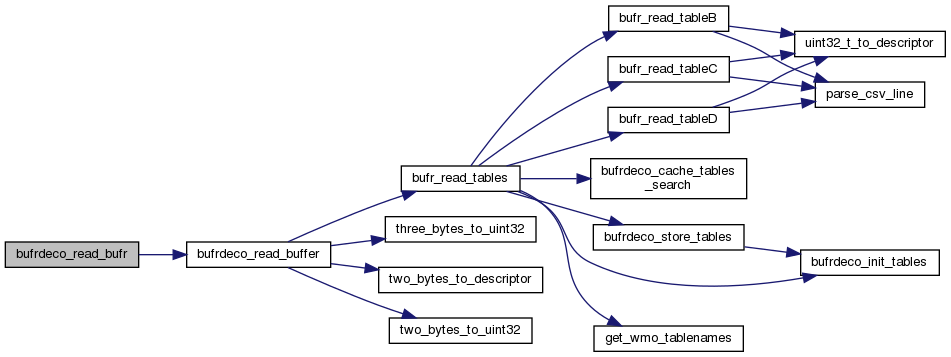 bufrdeco_read_bufr
bufrdeco_read_buffer
bufr_read_tables
three_bytes_to_uint32
two_bytes_to_descriptor
two_bytes_to_uint32
bufr_read_tableB
bufr_read_tableC
bufr_read_tableD
bufrdeco_cache_tables
_search
bufrdeco_store_tables
get_wmo_tablenames
uint32_t_to_descriptor
parse_csv_line
bufrdeco_init_tables